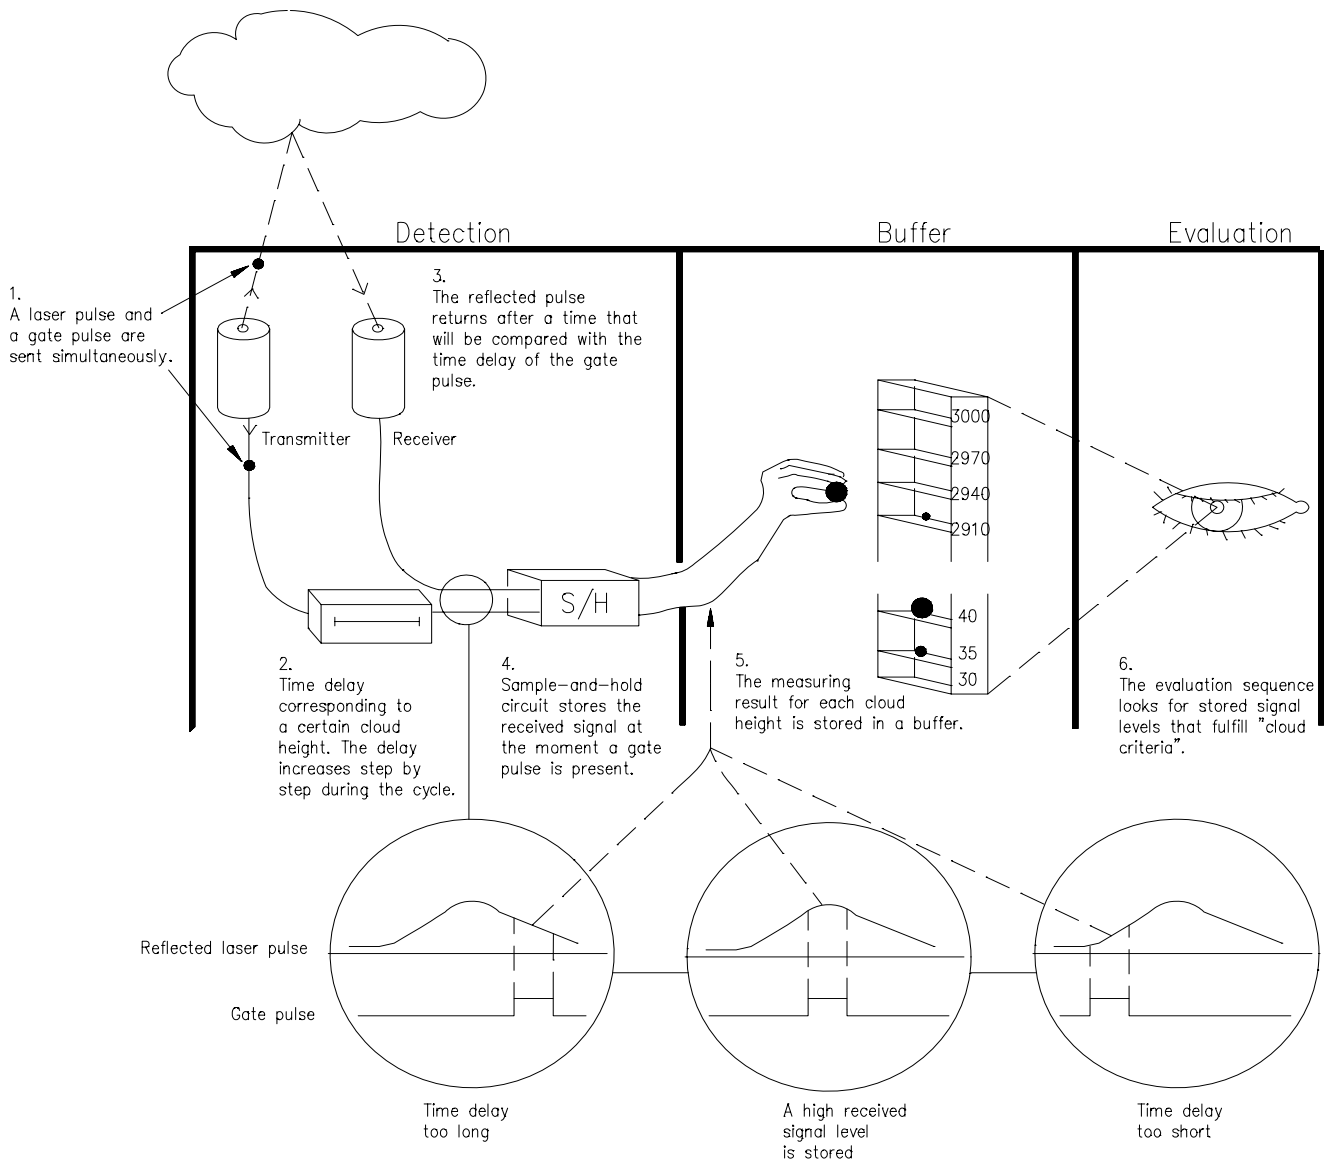 Detection
Buffer
Evaluation
1.
A laser pulse and
a gate pulse are
sent simultaneously.
3.
The reflected pulse
returns after a time that
will be compared with the
time delay of the gate
pulse.
Transmitter
Receiver
3000
2970
2940
2910
40
35
30
S/H
2.
Time delay
corresponding to
a certain cloud
height. The delay
increases step by
step during the cycle.
4.
Sample-and-hold
circuit stores the
received signal at
the moment a gate
pulse is present.
5.
The measuring
result for each cloud
height is stored in a buffer.
6.
The evaluation sequence
looks for stored signal
levels that fulfill "cloud
criteria".
Reflected laser pulse
Gate pulse
Time delay
too long
A high received
signal level
is stored
Time delay
too short